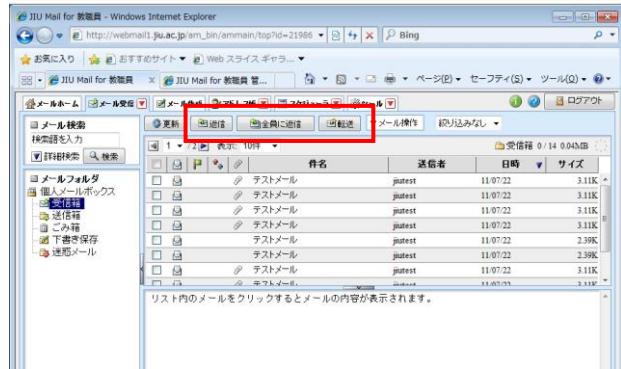 JIU Mail for 教職員 - Windows Internet Explorer
http://webmail1.jiu.ac.jp/am_bin/ammain/top?id=21986
Bing
お気に入り おすすめサイト Web スライス ギャラ...
JIU Mail for 教職員 JIU Mail for 教職員 管... ページ(P) セーフティ(S) ツール(O)
メールホーム メール受信 ログアウト
メール検索 更新 返信 全員に返信 転送 メール操作 絞り込みなし
検索語を入力
詳細検索 検索 1 / 2 表示: 10件 受信箱 0 / 14 0.04MB
件名 送信者 日時 サイズ
メールフォルダ
個人メールボックス
受信箱
送信箱
ごみ箱
下書き保存
迷惑メール
テストメール jiutest 11/07/22 3.11K
テストメール jiutest 11/07/22 3.11K
テストメール jiutest 11/07/22 3.11K
テストメール jiutest 11/07/22 3.11K
テストメール jiutest 11/07/22 2.39K
テストメール jiutest 11/07/22 2.39K
テストメール jiutest 11/07/22 3.11K
テストメール jiutest 11/07/22 3.11K
リスト内のメールをクリックするとメールの内容が表示されます。